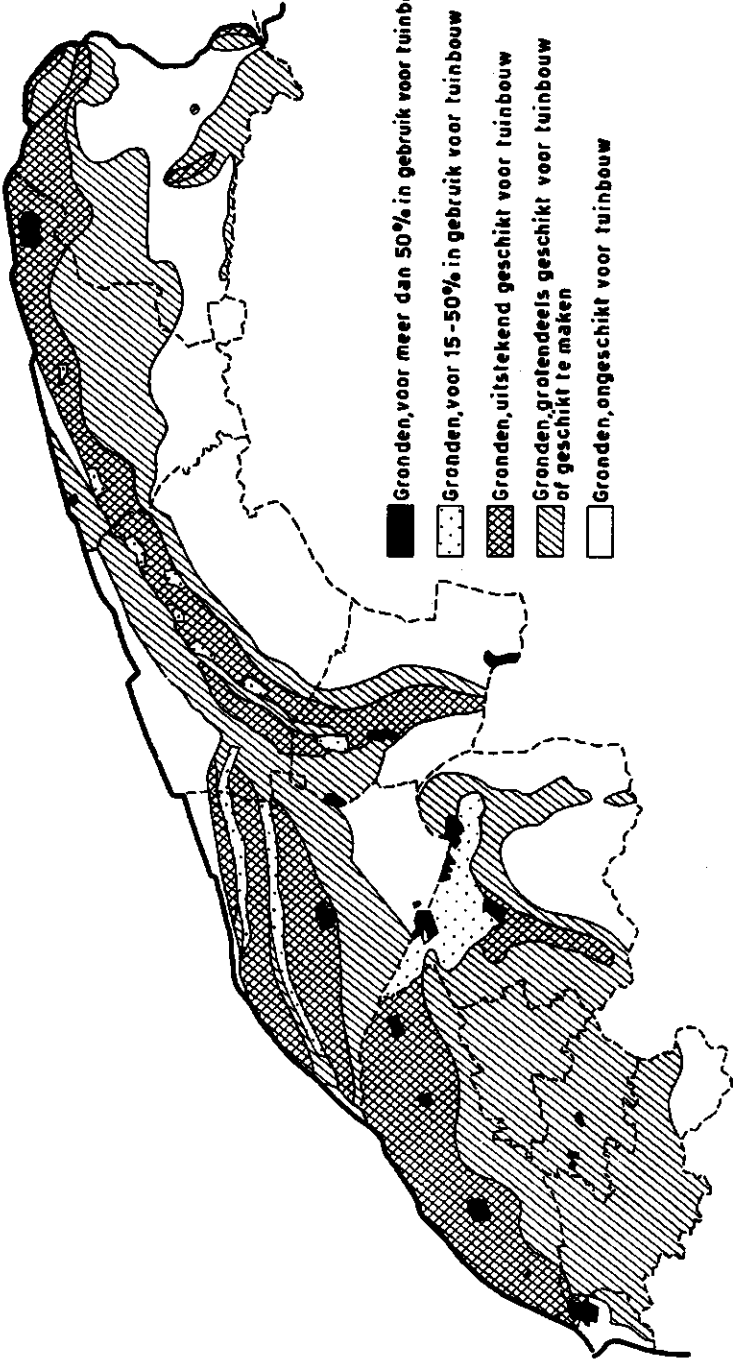 Gronden, voor meer dan 50% in gebruik voor
Gronden, voor 15-50% in gebruik voor tuinbouw
Gronden, uitstekend geschikt voor tuinbouw
Gronden, grotendeels geschikt voor tuinbouw
of geschikt te maken
Gronden, ongeschikt voor tuinbouw